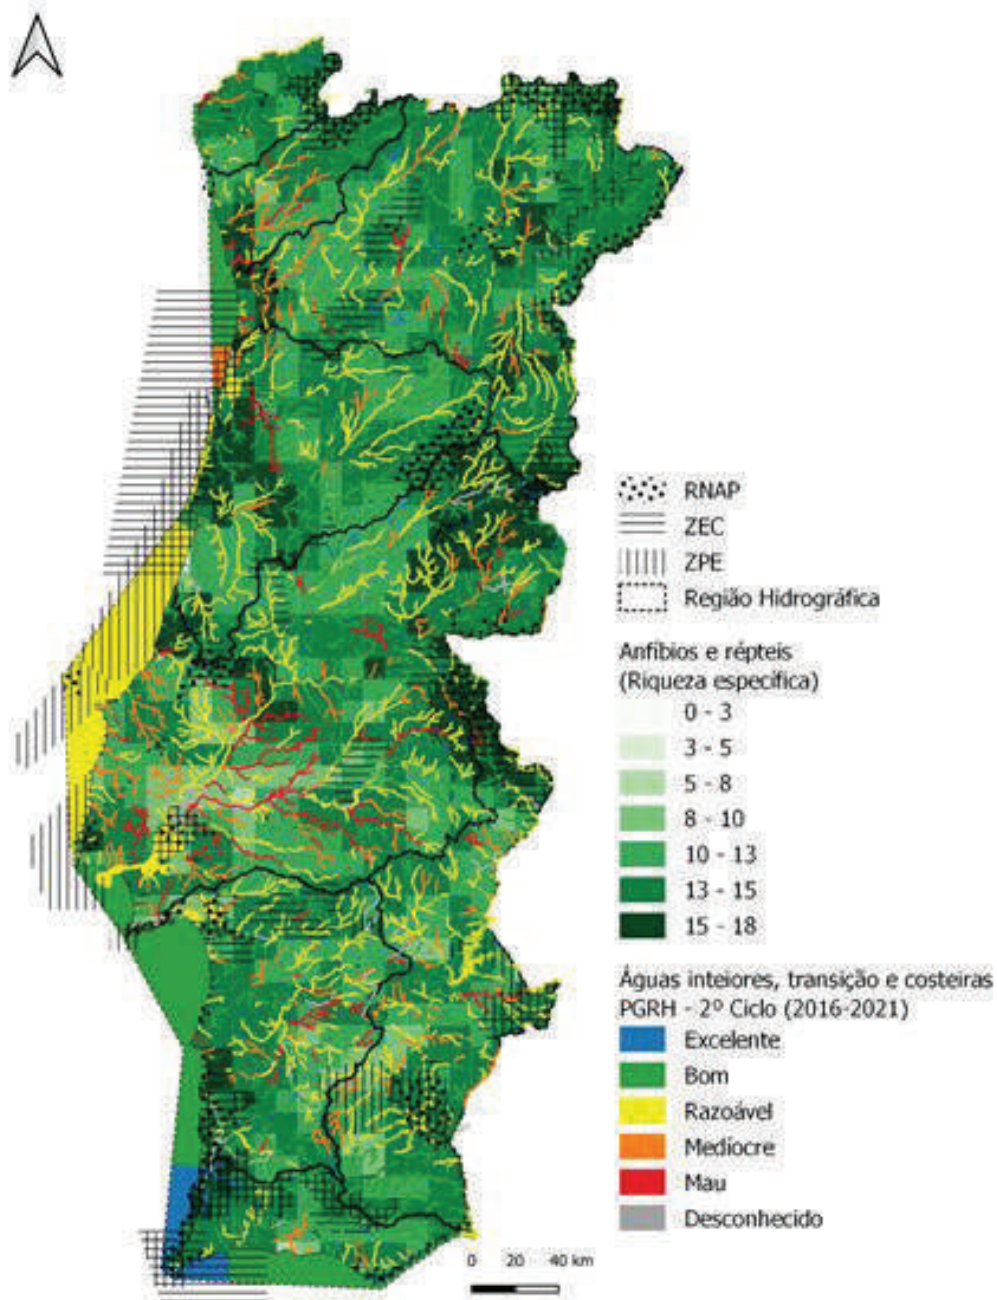 RNAP
ZEC
ZPE
Região Hidrográfica
Anfíbios e répteis
(Riqueza específica)
0 - 3
3 - 5
5 - 8
8 - 10
10 - 13
13 - 15
15 - 18
Águas inteiores, transição e costeiras
PGRH - 2º Ciclo (2016-2021)
Excelente
Bom
Razoável
Medíocre
Mau
Desconhecido
0 20 40 km